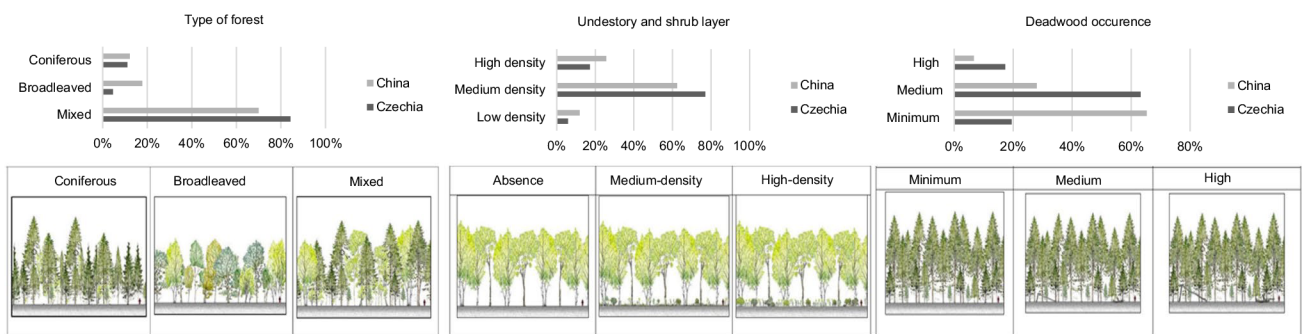 Type of forest
Coniferous
Broadleaved
Mixed
0% 20% 40% 60% 80% 100%
China
Czechia
Undestory and shrub layer
High density
Medium density
Low density
0% 20% 40% 60% 80% 100%
China
Czechia
Deadwood occurence
High
Medium
Minimum
0% 20% 40% 60% 80%
China
Czechia
Coniferous Broadleaved Mixed
Absence Medium-density High-density
Minimum Medium High